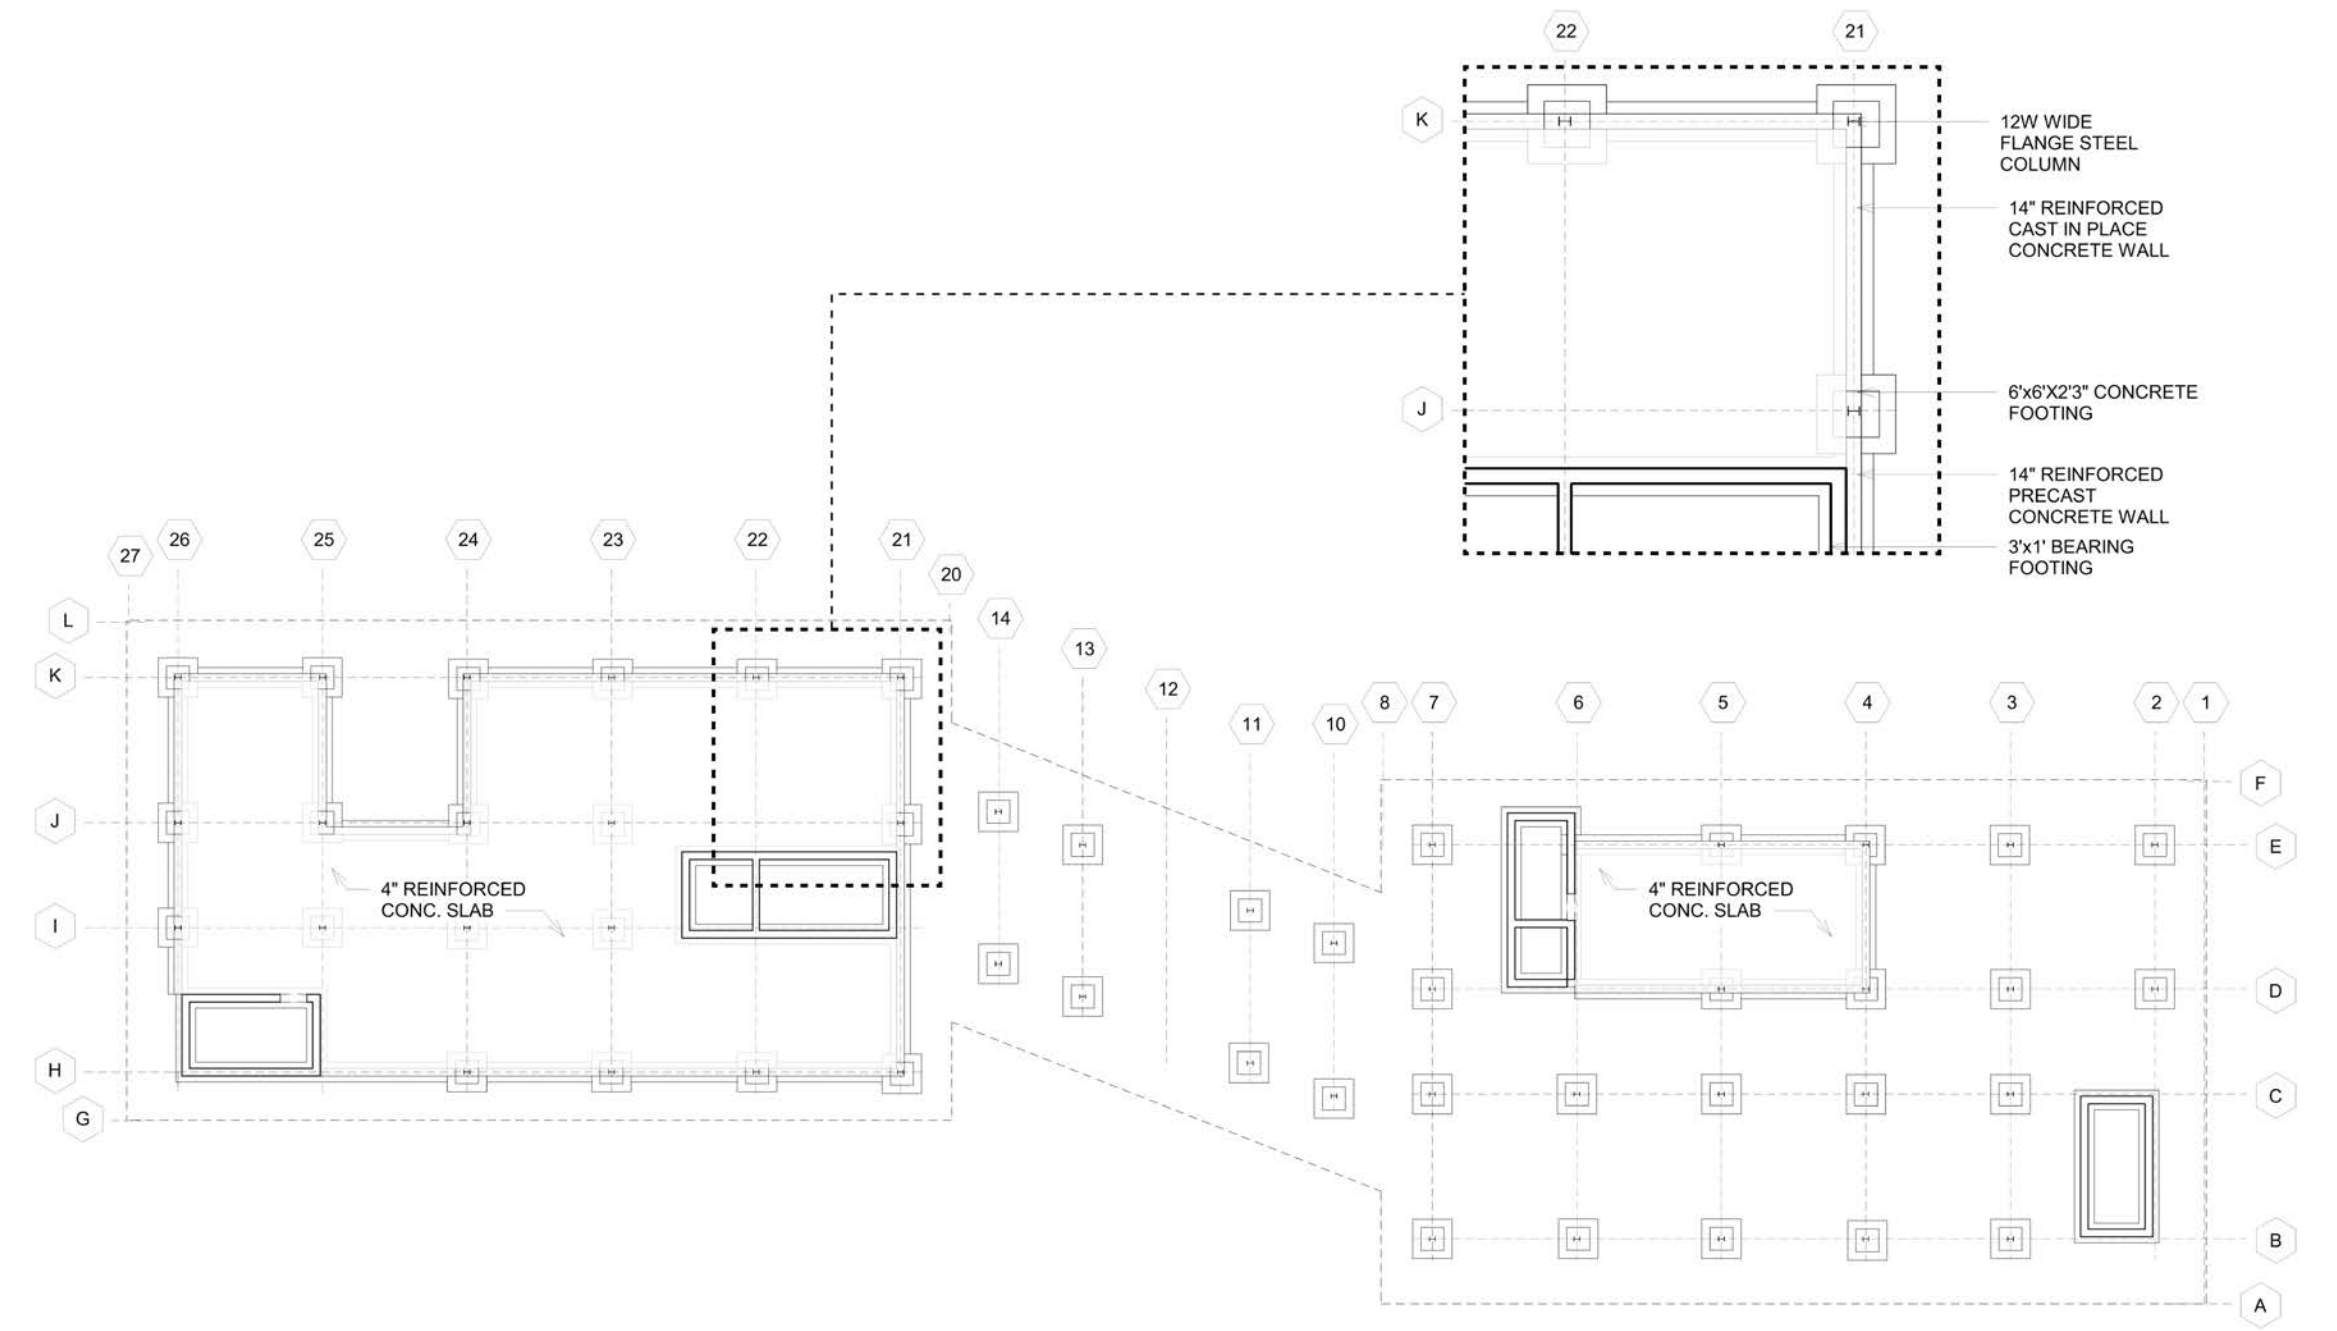 22
21
K
12W WIDE
FLANGE STEEL
COLUMN
14" REINFORCED
CAST IN PLACE
CONCRETE WALL
J
6'x6'X2'3" CONCRETE
FOOTING
14" REINFORCED
PRECAST
CONCRETE WALL
3'x1' BEARING
FOOTING
27
26
25
24
23
22
21
20
14
13
12
11
10
8
7
6
5
4
3
2
1
L
K
J
I
H
G
4" REINFORCED
CONC. SLAB
4" REINFORCED
CONC. SLAB
F
E
D
C
B
A